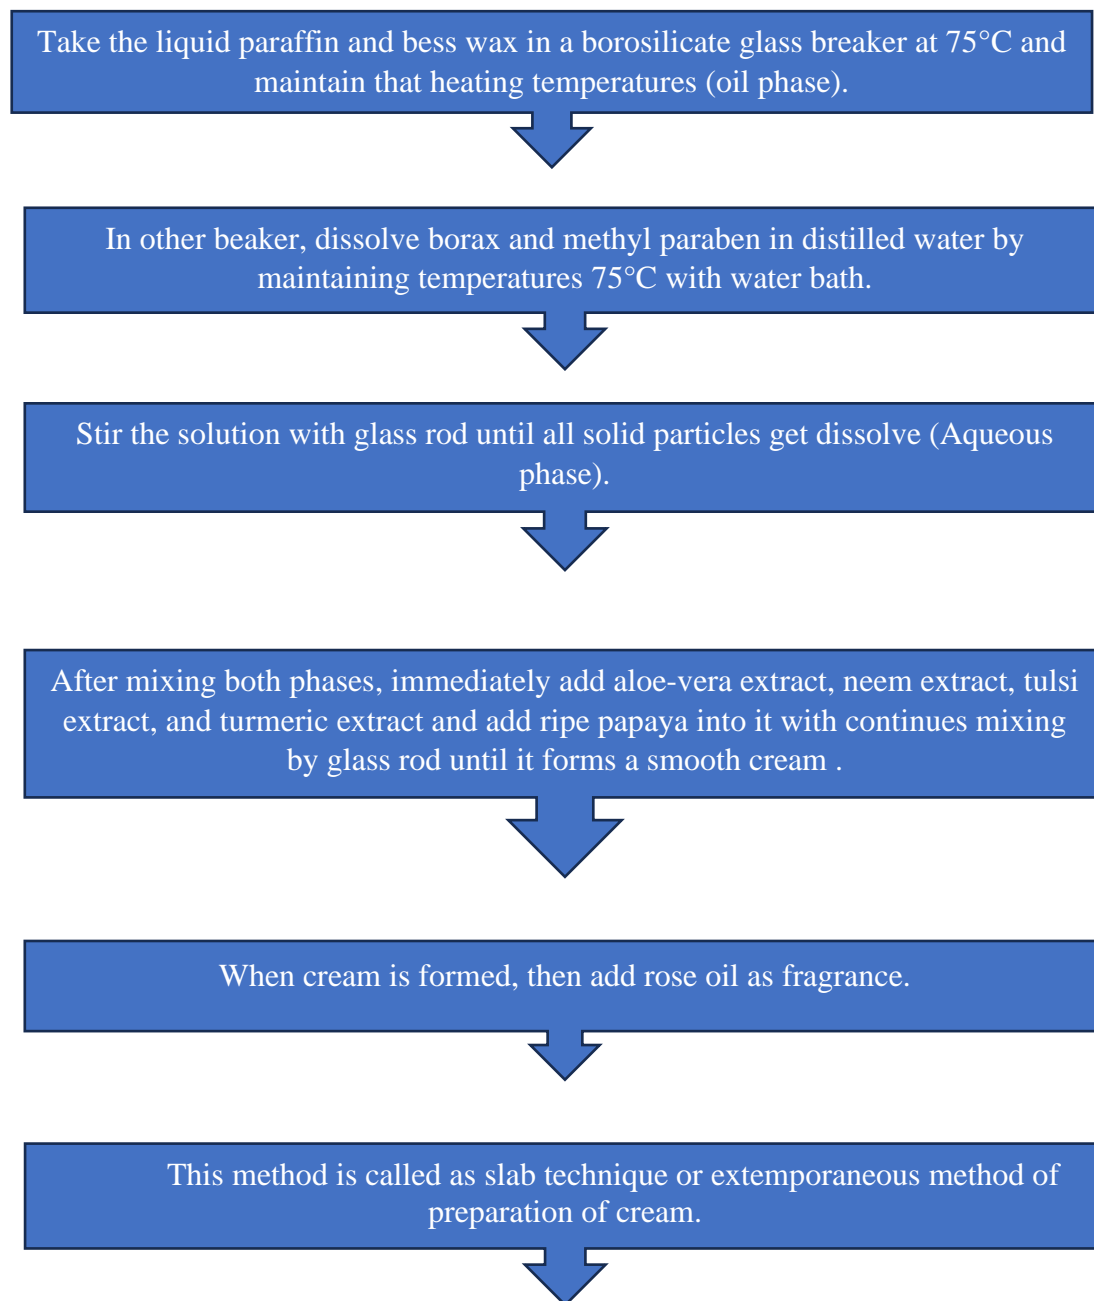 Take the liquid paraffin and bess wax in a borosilicate glass breaker at 75°C and
maintain that heating temperatures (oil phase).
In other beaker, dissolve borax and methyl paraben in distilled water by
maintaining temperatures 75°C with water bath.
Stir the solution with glass rod until all solid particles get dissolve (Aqueous
phase).
After mixing both phases, immediately add aloe-vera extract, neem extract, tulsi
extract, and turmeric extract and add ripe papaya into it with continues mixing
by glass rod until it forms a smooth cream .
When cream is formed, then add rose oil as fragrance.
This method is called as slab technique or extemporaneous method of
preparation of cream.